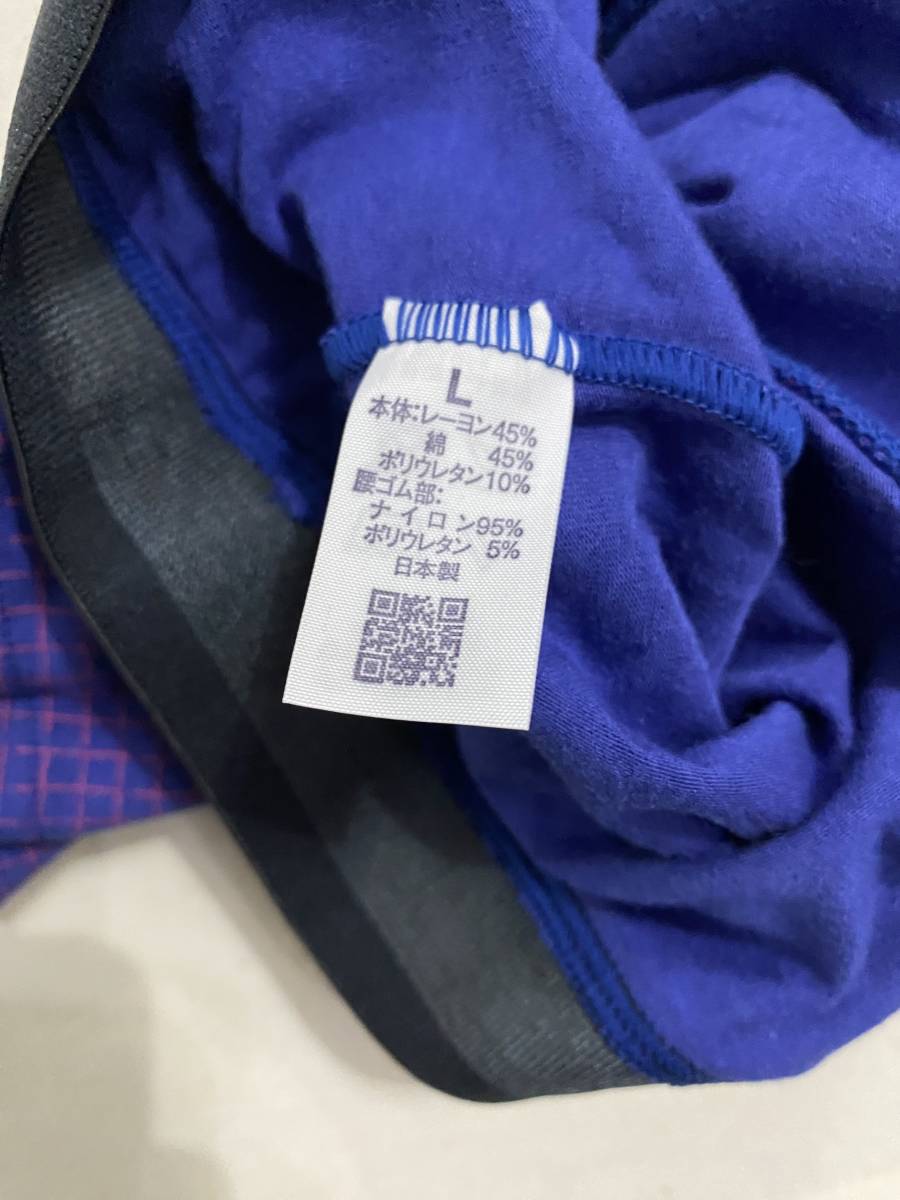 L
本体:レーヨン45%
綿 45%
ポリウレタン10%
腰ゴム部:
ナイロン95%
ポリウレタン 5%
日本製